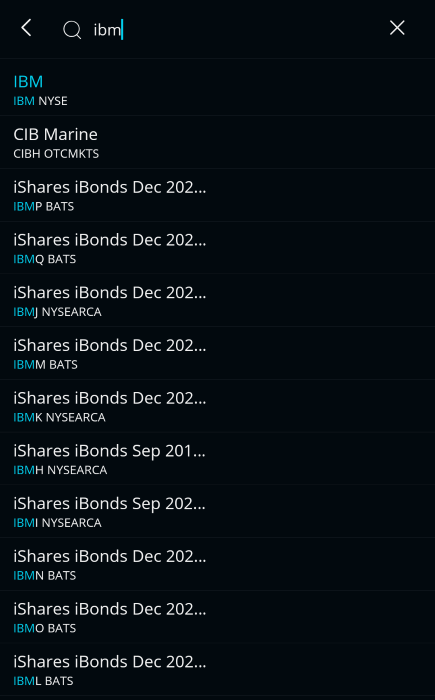 ibm
IBM
IBM NYSE
CIB Marine
CIBH OTCMKTS
iShares iBonds Dec 202...
IBMP BATS
iShares iBonds Dec 202...
IBMQ BATS
iShares iBonds Dec 202...
IBMJ NYSEARCA
iShares iBonds Dec 202...
IBMM BATS
iShares iBonds Dec 202...
IBMK NYSEARCA
iShares iBonds Sep 201...
IBMH NYSEARCA
iShares iBonds Sep 202...
IBMI NYSEARCA
iShares iBonds Dec 202...
IBMN BATS
iShares iBonds Dec 202...
IBMO BATS
iShares iBonds Dec 202...
IBML BATS